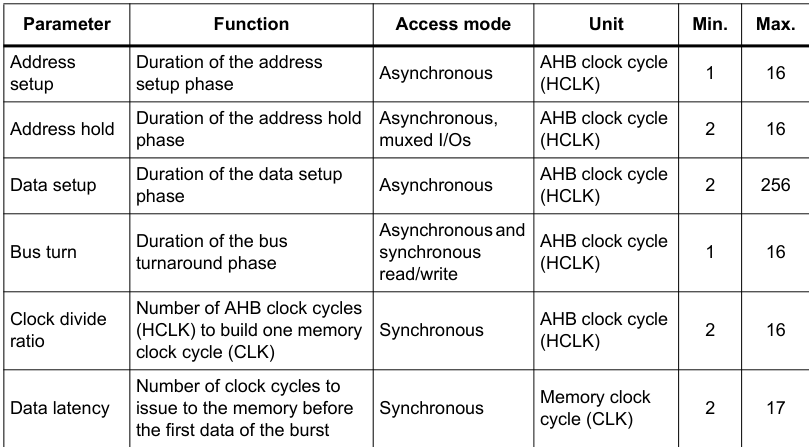 Parameter Function Access mode Unit Min. Max.
Address
setup
Duration of the address
setup phase
Asynchronous
AHB clock cycle
(HCLK)
1
16
Address hold
Duration of the address hold
phase
Asynchronous,
muxed I/Os
AHB clock cycle
(HCLK)
2
16
Data setup
Duration of the data setup
phase
Asynchronous
AHB clock cycle
(HCLK)
2
256
Bus turn
Duration of the bus
turnaround phase
Asynchronous and
synchronous
read/write
AHB clock cycle
(HCLK)
1
16
Clock divide
ratio
Number of AHB clock cycles
(HCLK) to build one memory
clock cycle (CLK)
Synchronous
AHB clock cycle
(HCLK)
2
16
Data latency
Number of clock cycles to
issue to the memory before
the first data of the burst
Synchronous
Memory clock
cycle (CLK)
2
17